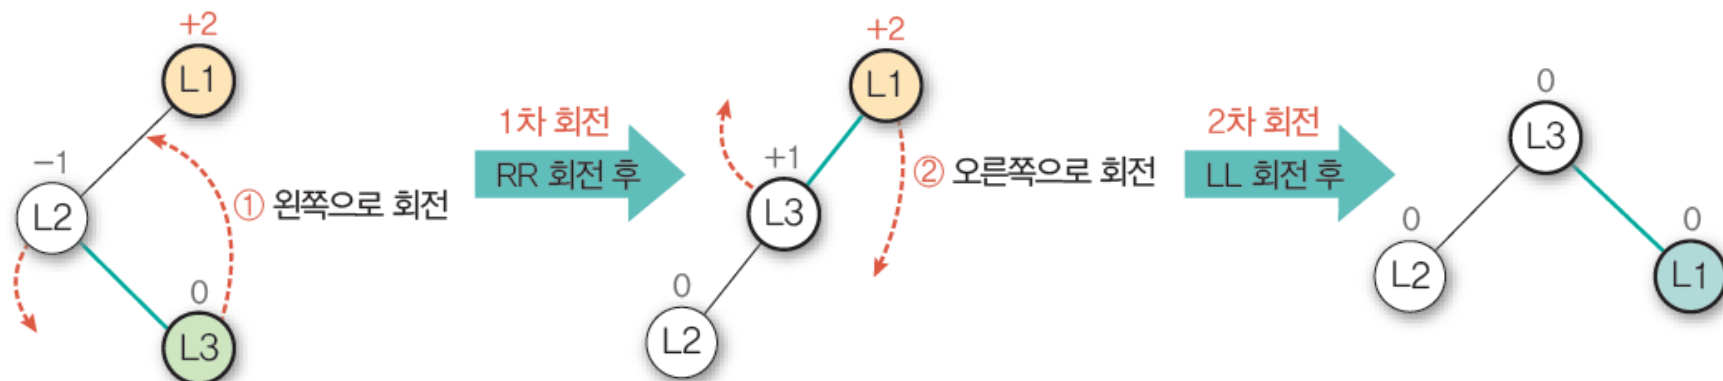 +2
L1
−1
L2
0
L3
① 왼쪽으로 회전
1차 회전
RR 회전 후
+2
L1
+1
L3
0
L2
② 오른쪽으로 회전
2차 회전
LL 회전 후
0
L3
0
L2
0
L1